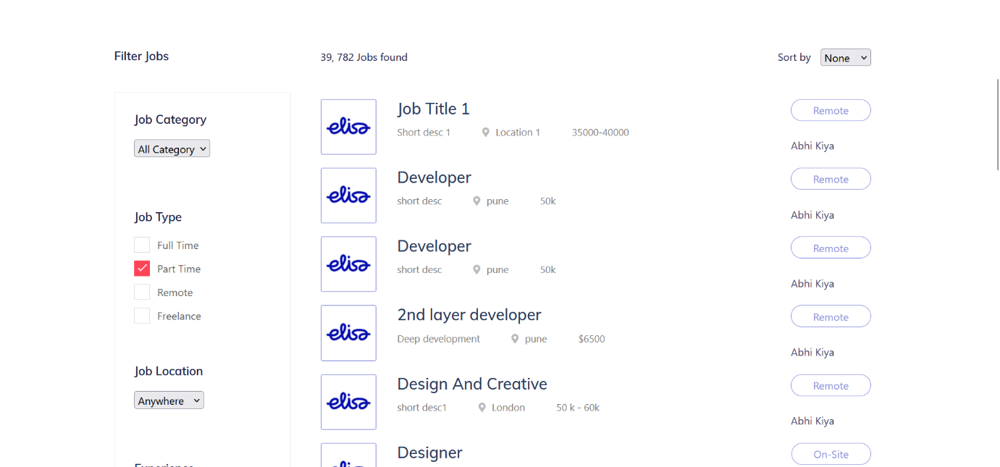 Filter Jobs
39, 782 Jobs found
Sort by None
Job Category
All Category
Job Type
Full Time
Part Time
Remote
Freelance
Job Location
Anywhere
Experience
elisa
Job Title 1
Short desc 1 Location 1 35000-40000
Remote
Abhi Kiya
elisa
Developer
short desc pune 50k
Remote
Abhi Kiya
elisa
Developer
short desc pune 50k
Remote
Abhi Kiya
elisa
2nd layer developer
Deep development pune $6500
Remote
Abhi Kiya
elisa
Design And Creative
short desc1 London 50 k - 60k
Remote
Abhi Kiya
elisa
Designer
On-Site